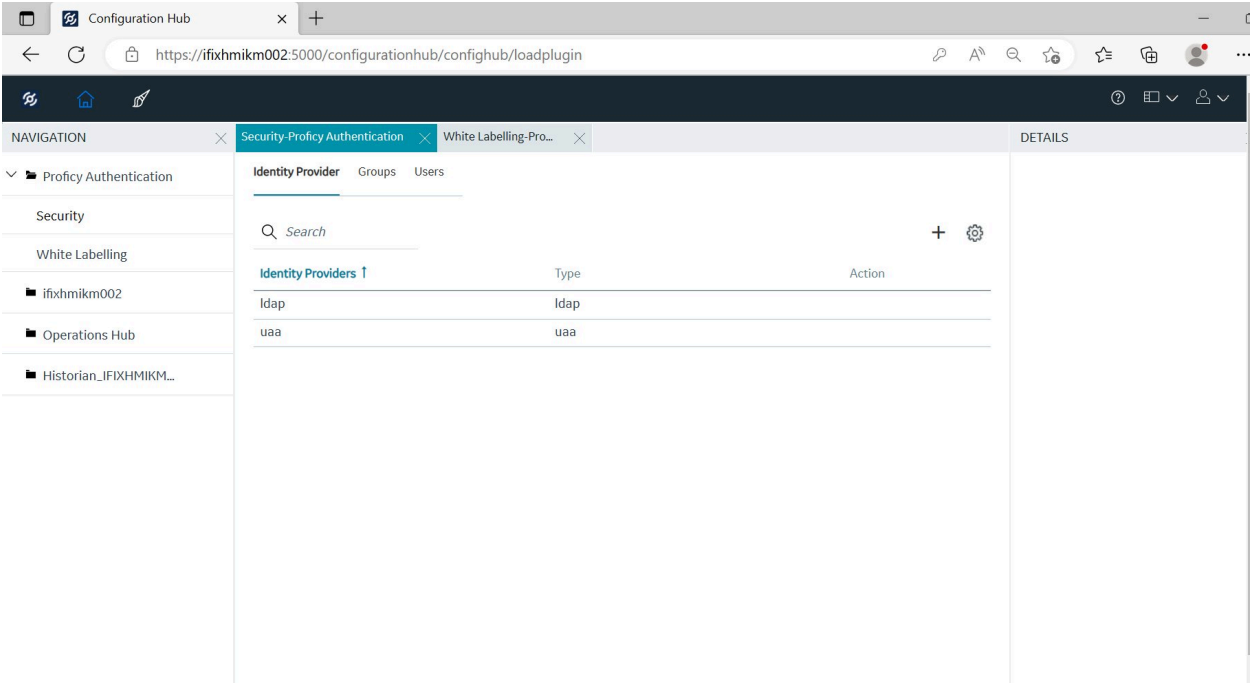 Configuration Hub
https://ifixhmikm002:5000/configurationhub/confighub/loadplugin
NAVIGATION
Security-Proficy Authentication
White Labelling-Pro...
DETAILS
Proficy Authentication
Identity Provider Groups Users
Security
Search
White Labelling
Identity Providers Type Action
ifixhmikm002
ldap ldap
uaa uaa
Operations Hub
Historian_IFIXHMIKM...